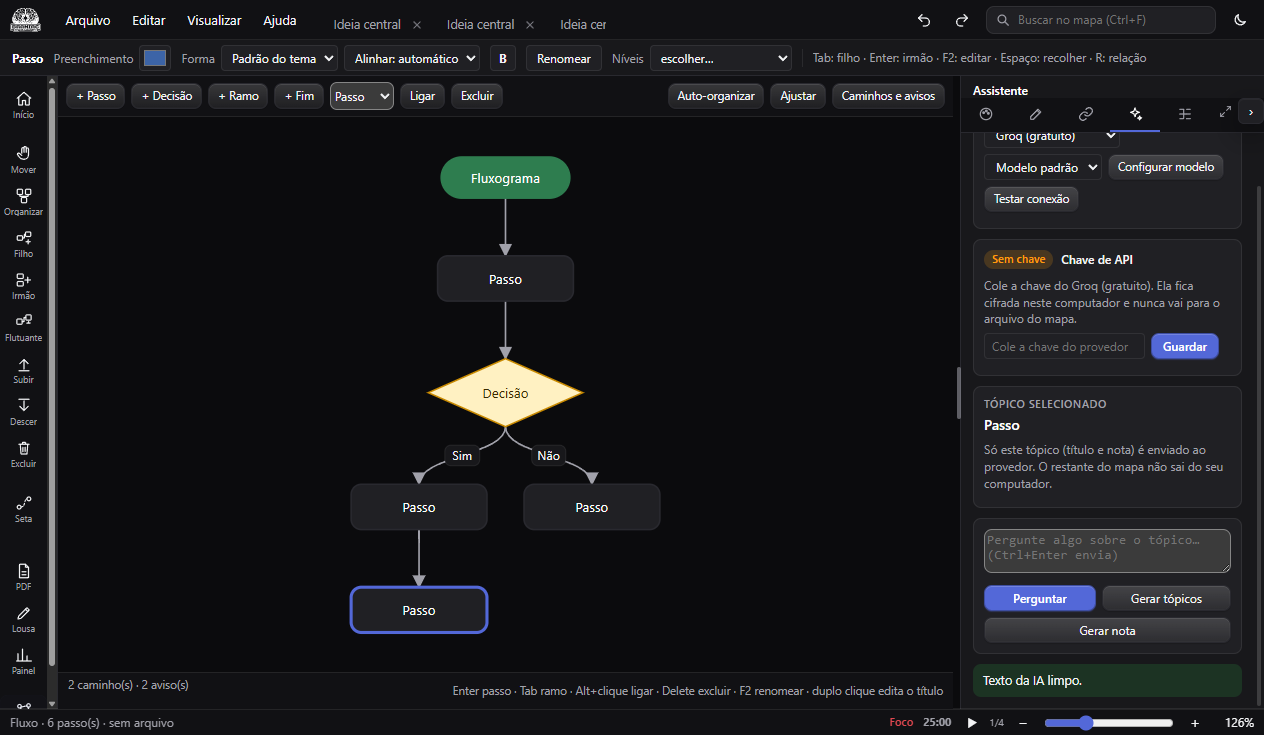 Arquivo Editar Visualizar Ajuda Ideia central × Ideia central × Ideia cer Buscar no mapa (Ctrl+F)
Passo Preenchimento Forma Padrão do tema Alinhar: automático B Renomear Níveis escolher... Tab: filho · Enter: irmão · F2: editar · Espaço: recolher · R: relação
Início
Mover
Organizar
Filho
Irmão
Flutuante
Subir
Descer
Excluir
Seta
PDF
Lousa
Painel
+ Passo + Decisão + Ramo + Fim Passo Ligar Excluir Auto-organizar Ajustar Caminhos e avisos
Fluxograma
Passo
Decisão
Sim Não
Passo Passo
Passo
2 caminho(s) · 2 aviso(s) Enter passo · Tab ramo · Alt+clique ligar · Delete excluir · F2 renomear · duplo clique edita o título
Assistente
Groq (gratuito)
Modelo padrão Configurar modelo
Testar conexão
Sem chave Chave de API
Cole a chave do Groq (gratuito). Ela fica
cifrada neste computador e nunca vai para o
arquivo do mapa.
Cole a chave do provedor Guardar
TÓPICO SELECIONADO
Passo
Só este tópico (título e nota) é enviado ao
provedor. O restante do mapa não sai do seu
computador.
Pergunte algo sobre o tópico…
(Ctrl+Enter envia)
Perguntar Gerar tópicos
Gerar nota
Texto da IA limpo.
Fluxo · 6 passo(s) · sem arquivo Foco 25:00 1/4 − + 126%